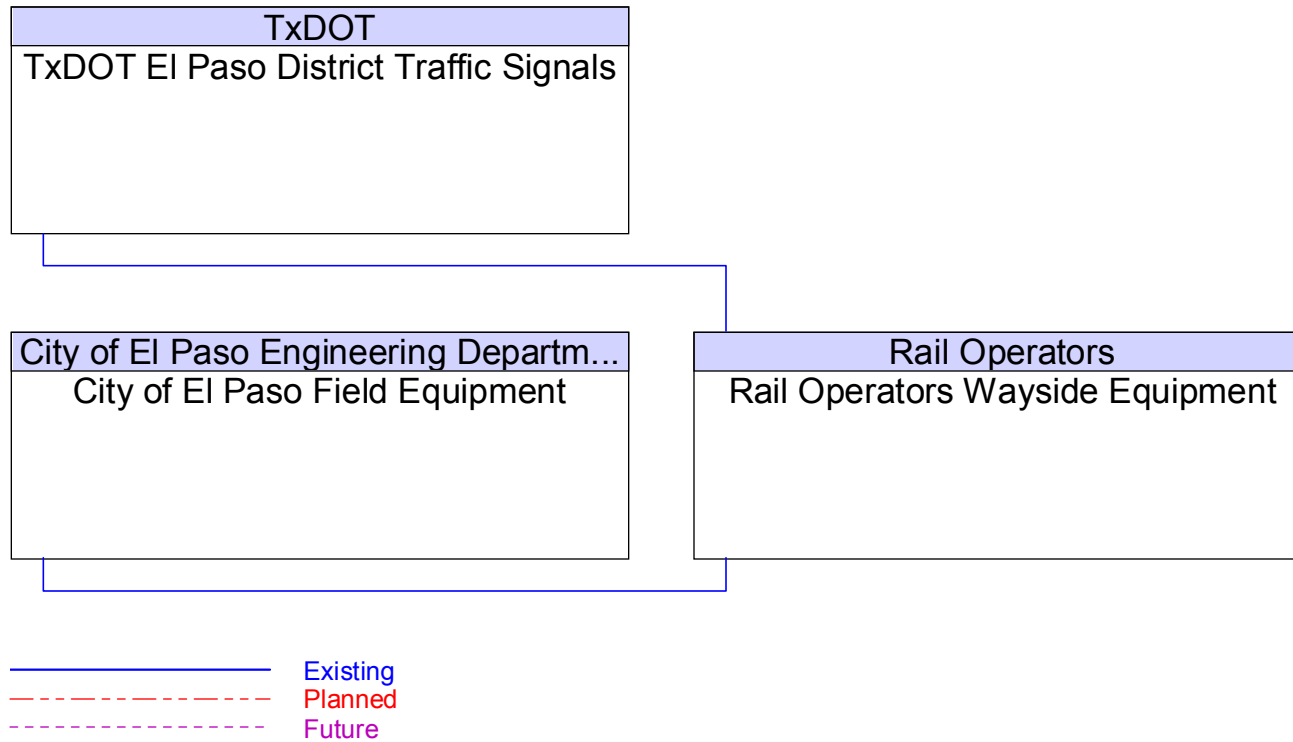 TxDOT
TxDOT El Paso District Traffic Signals
City of El Paso Engineering Departm...
City of El Paso Field Equipment
Rail Operators
Rail Operators Wayside Equipment
Existing
Planned
Future